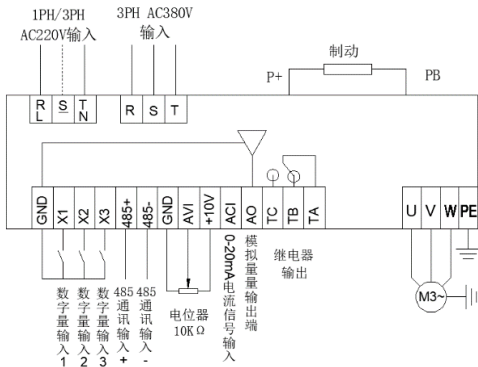 1PH/3PH
AC220V输入
3PH AC380V
输入
制动
P+
PB
R
L
S
T
N
R S T
GND
X1
X2
X3
485+
485-
GND
AVI
+10V
ACI
AO
TC
TB
TA
U V W PE
数字量输入1
数字量输入2
数字量输入3
485通讯输入+
485通讯输入-
电位器
10KΩ
0-20mA电流信号输入
模拟量量输出端
继电器
输出
M3~